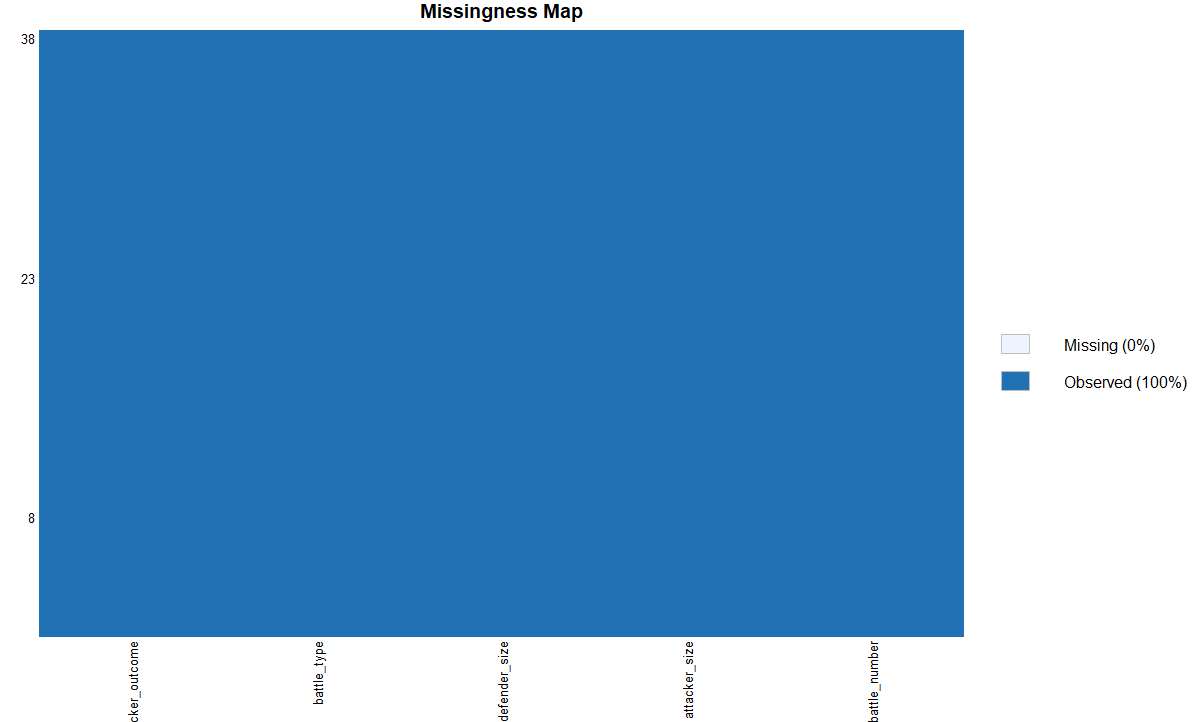 Missingness Map
38
23
8
Missing (0%)
Observed (100%)
cker_outcome
battle_type
defender_size
attacker_size
battle_number